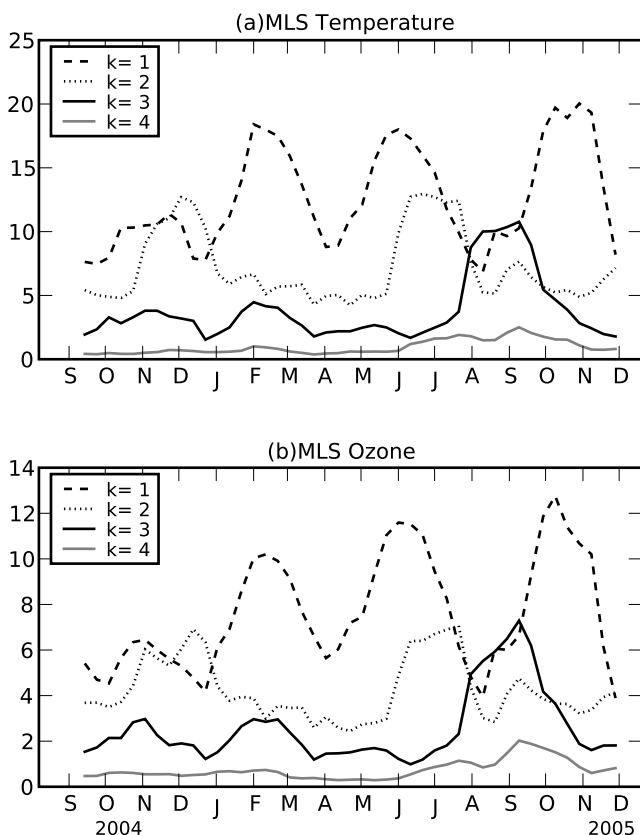 (a)MLS Temperature
25
20
15
10
5
0
k= 1
k= 2
k= 3
k= 4
S O N D J F M A M J J A S O N D
(b)MLS Ozone
14
12
10
8
6
4
2
0
k= 1
k= 2
k= 3
k= 4
S O N D J F M A M J J A S O N D
2004 2005